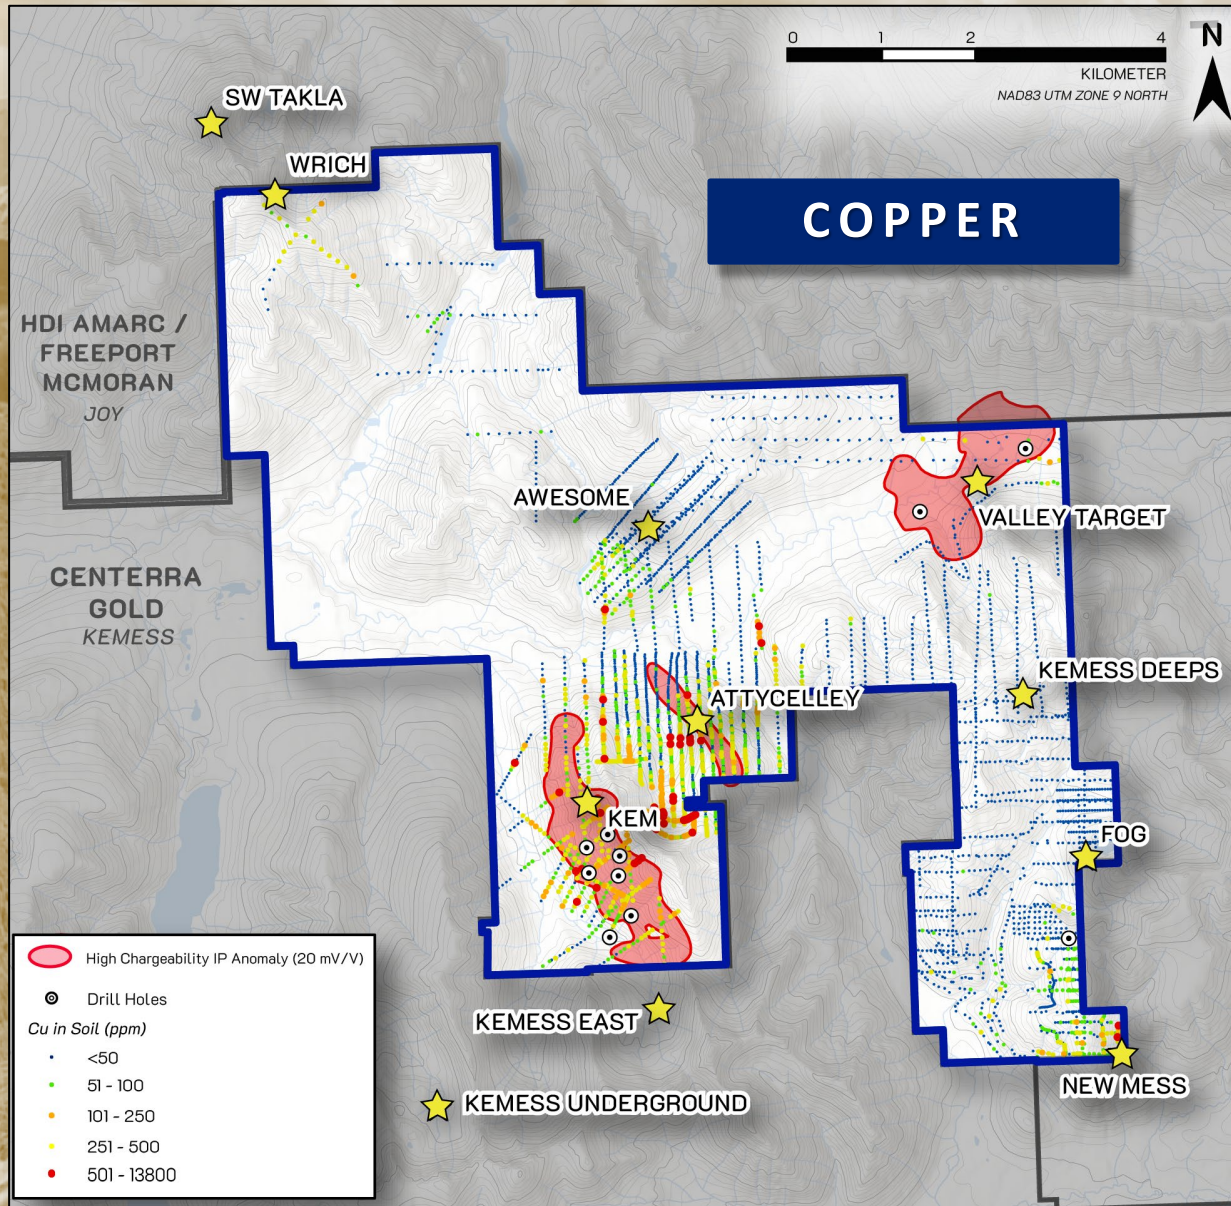 0 1 2 4
KILOMETER
NAD83 UTM ZONE 9 NORTH
N
SW TAKLA
WRICH
COPPER
HDI AMARC /
FREEPORT
MCMORAN
JOY
AWESOME
VALLEY TARGET
CENTERRA
GOLD
KEMESS
KEMESS DEEPS
ATTYCELLEY
KEM
FOG
High Chargeability IP Anomaly (20 mV/V)
Drill Holes
Cu in Soil (ppm)
<50
51 - 100
101 - 250
251 - 500
501 - 13800
KEMESS EAST
NEW MESS
KEMESS UNDERGROUND